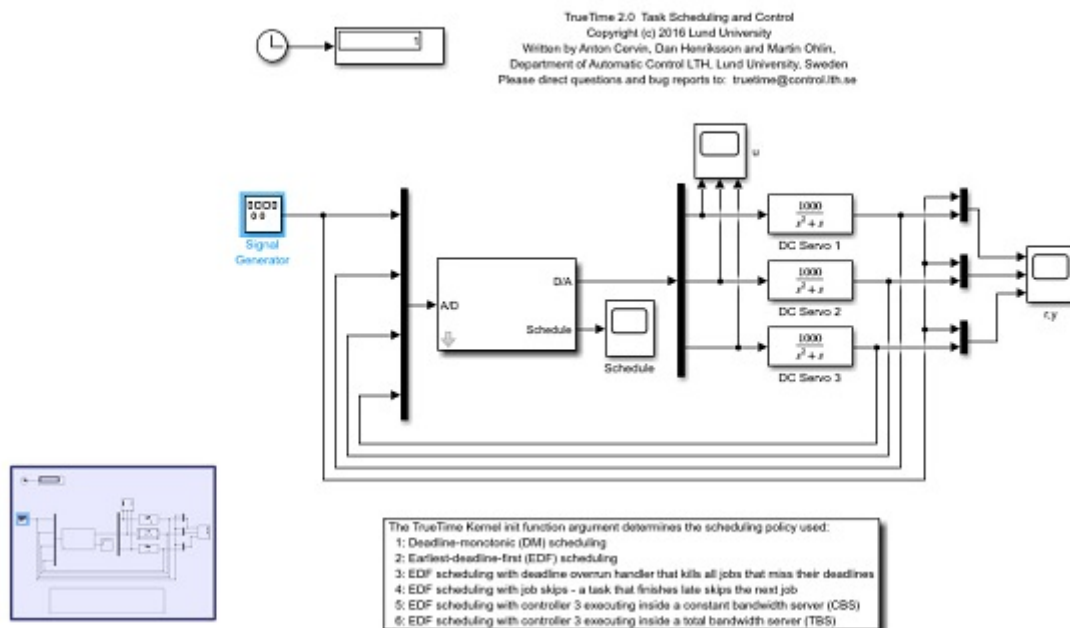 TrueTime 2.0 Task Scheduling and Control
Copyright (c) 2016 Lund University
Written by Anton Cervin, Dan Henriksson and Martin Ohlin,
Department of Automatic Control LTH, Lund University, Sweden
Please direct questions and bug reports to: truetime@control.lth.se
1
u
Signal
Generator
A/D
D/A
Schedule
Schedule
1000
s²+s
DC Servo 1
1000
s²+s
DC Servo 2
1000
s²+s
DC Servo 3
r,y
The TrueTime Kernel init function argument determines the scheduling policy used:
1: Deadline-monotonic (DM) scheduling
2: Earliest-deadline-first (EDF) scheduling
3: EDF scheduling with deadline overrun handler that kills all jobs that miss their deadlines
4: EDF scheduling with job skips - a task that finishes late skips the next job
5: EDF scheduling with controller 3 executing inside a constant bandwidth server (CBS)
6: EDF scheduling with controller 3 executing inside a total bandwidth server (TBS)